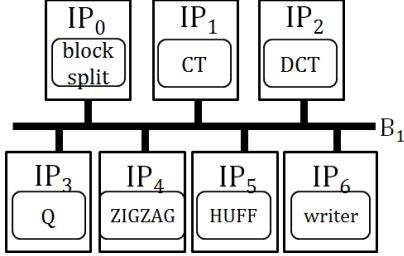 IP₀
block
split
IP₁
CT
IP₂
DCT
B₁
IP₃
Q
IP₄
ZIGZAG
IP₅
HUFF
IP₆
writer